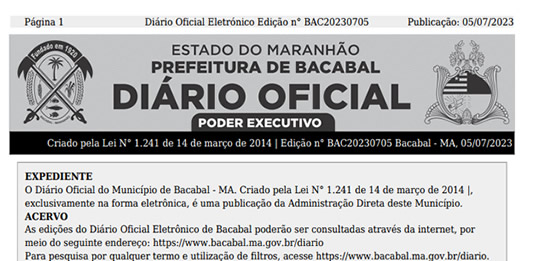 Página 1 Diário Oficial Eletrónico Edição n° BAC20230705 Publicação: 05/07/2023
Fundado em 1920
ESTADO DO MARANHÃO
PREFEITURA DE BACABAL
DIÁRIO OFICIAL
PODER EXECUTIVO
Criado pela Lei N° 1.241 de 14 de março de 2014 | Edição n° BAC20230705 Bacabal - MA, 05/07/2023
EXPEDIENTE
O Diário Oficial do Município de Bacabal - MA. Criado pela Lei N° 1.241 de 14 de março de 2014 |,
exclusivamente na forma eletrônica, é uma publicação da Administração Direta deste Município.
ACERVO
As edições do Diário Oficial Eletrônico de Bacabal poderão ser consultadas através da internet, por
meio do seguinte endereço: https://www.bacabal.ma.gov.br/diario
Para pesquisa por qualquer termo e utilização de filtros, acesse https://www.bacabal.ma.gov.br/diario.